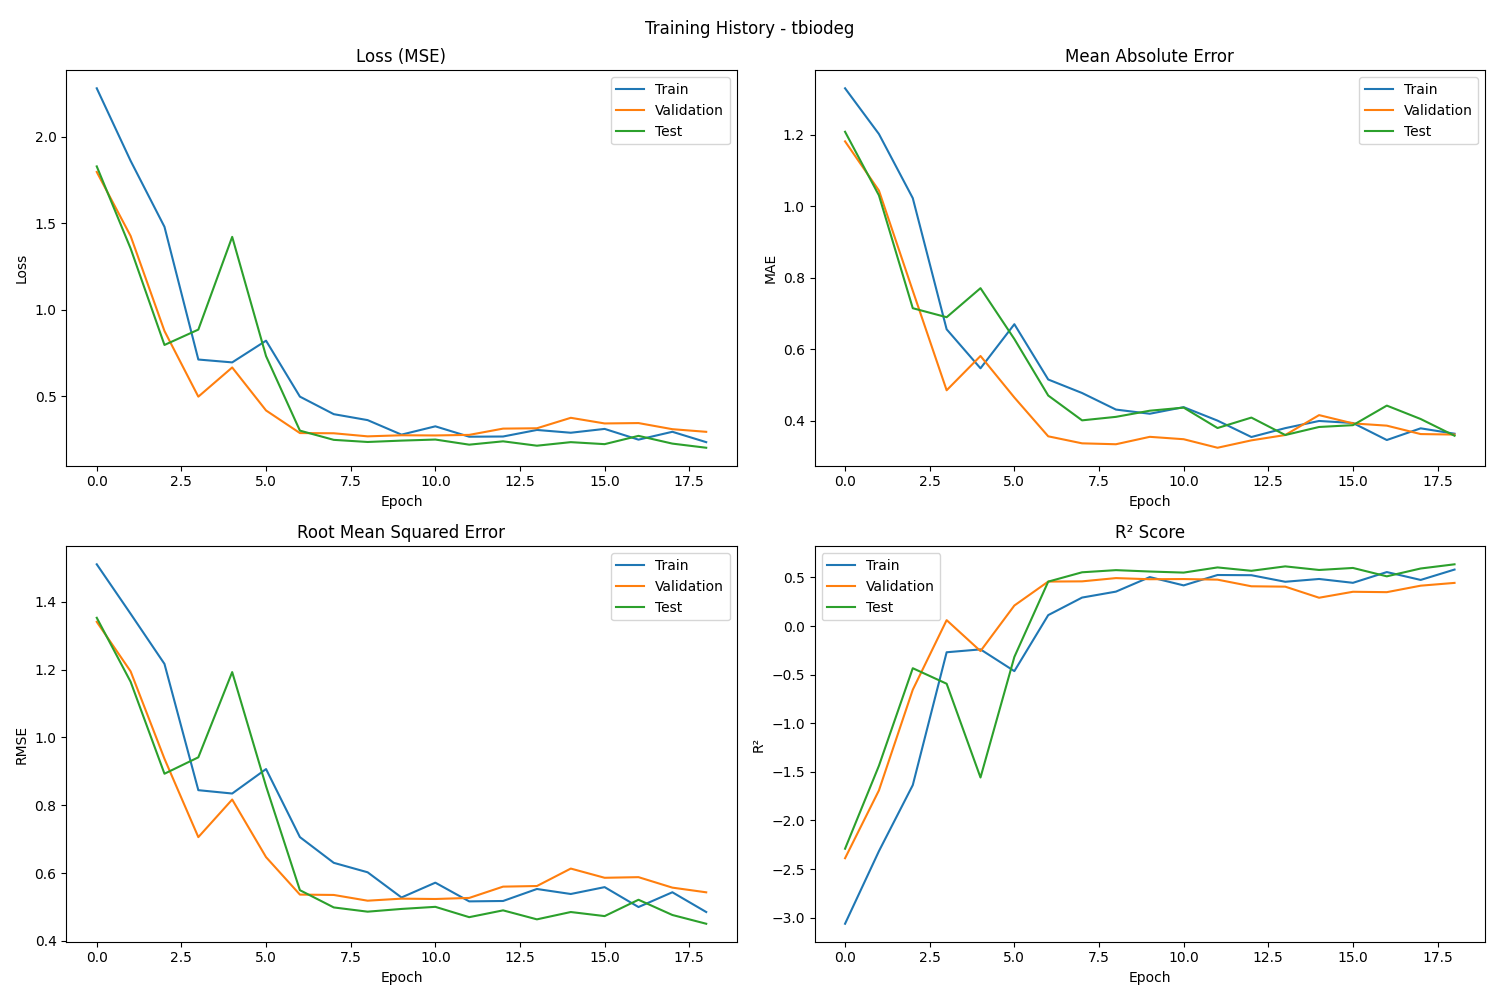 Training History - tbiodeg
Loss (MSE)
Loss
2.0
1.5
1.0
0.5
Train
Validation
Test
0.0 2.5 5.0 7.5 10.0 12.5 15.0 17.5
Epoch
Mean Absolute Error
MAE
1.2
1.0
0.8
0.6
0.4
Train
Validation
Test
0.0 2.5 5.0 7.5 10.0 12.5 15.0 17.5
Epoch
Root Mean Squared Error
RMSE
1.4
1.2
1.0
0.8
0.6
0.4
Train
Validation
Test
0.0 2.5 5.0 7.5 10.0 12.5 15.0 17.5
Epoch
R² Score
R²
0.5
0.0
−0.5
−1.0
−1.5
−2.0
−2.5
−3.0
Train
Validation
Test
0.0 2.5 5.0 7.5 10.0 12.5 15.0 17.5
Epoch